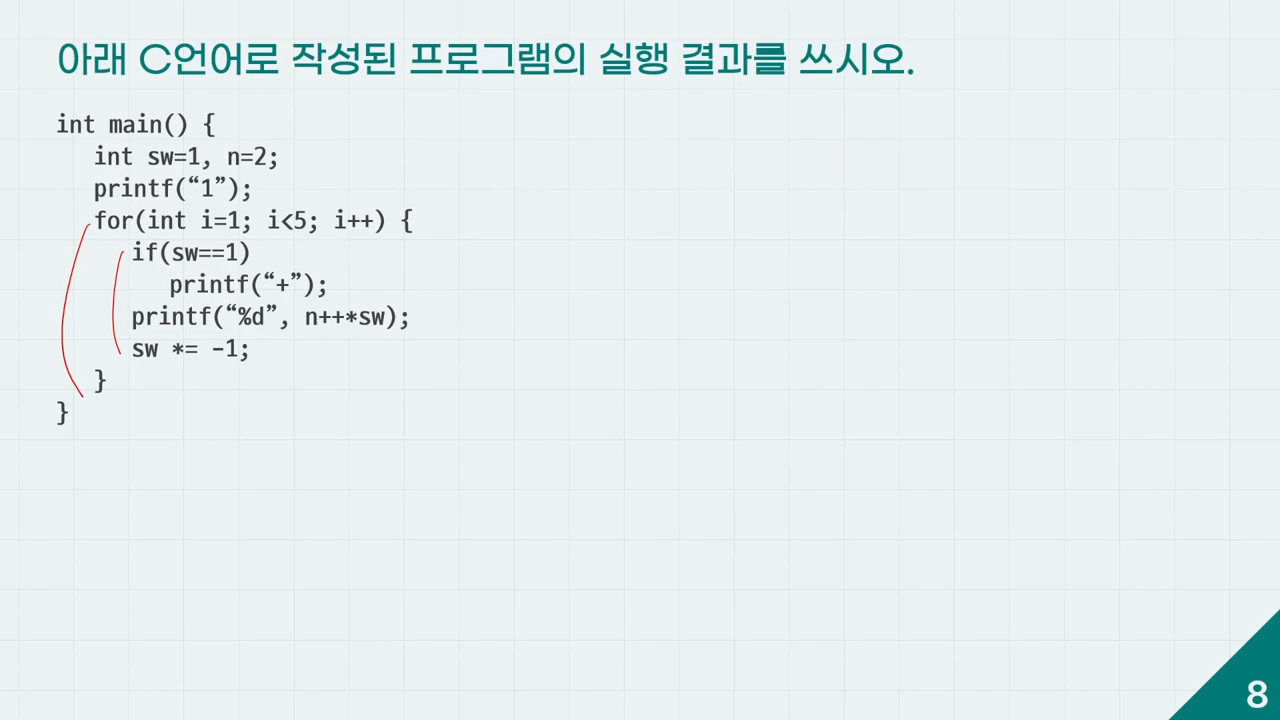 아래 C언어로 작성된 프로그램의 실행 결과를 쓰시오.
int main() {
int sw=1, n=2;
printf(“1”);
for(int i=1; i<5; i++) {
if(sw==1)
printf(“+”);
printf(“%d”, n++*sw);
sw *= -1;
}
}
8